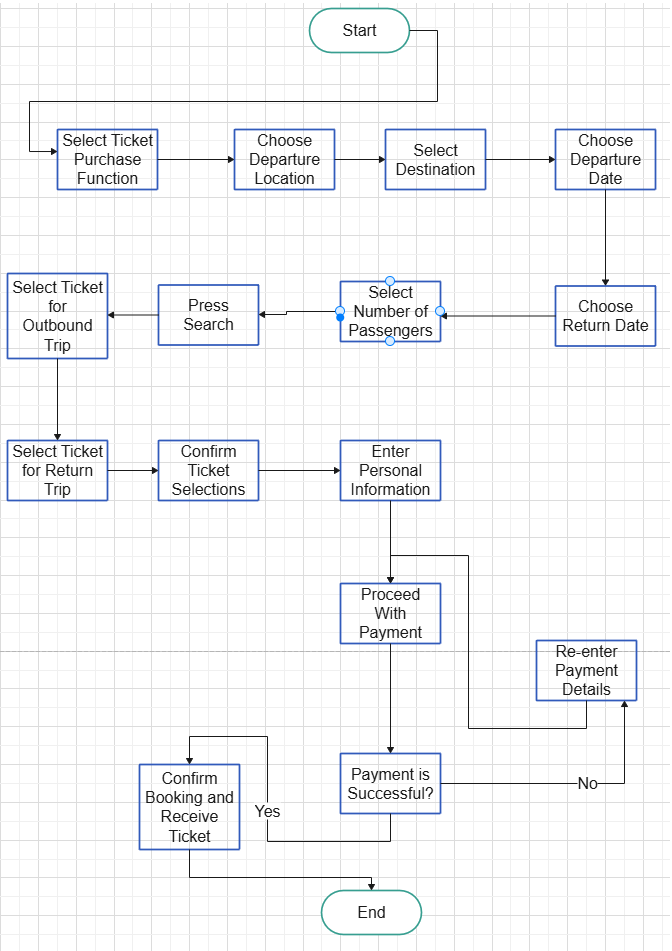 Start
Select Ticket
Purchase
Function
Choose
Departure
Location
Select
Destination
Choose
Departure
Date
Choose
Return Date
Select
Number of
Passengers
Press
Search
Select Ticket
for
Outbound
Trip
Select Ticket
for Return
Trip
Confirm
Ticket
Selections
Enter
Personal
Information
Proceed
With
Payment
Re-enter
Payment
Details
Payment is
Successful?
No
Yes
Confirm
Booking and
Receive
Ticket
End